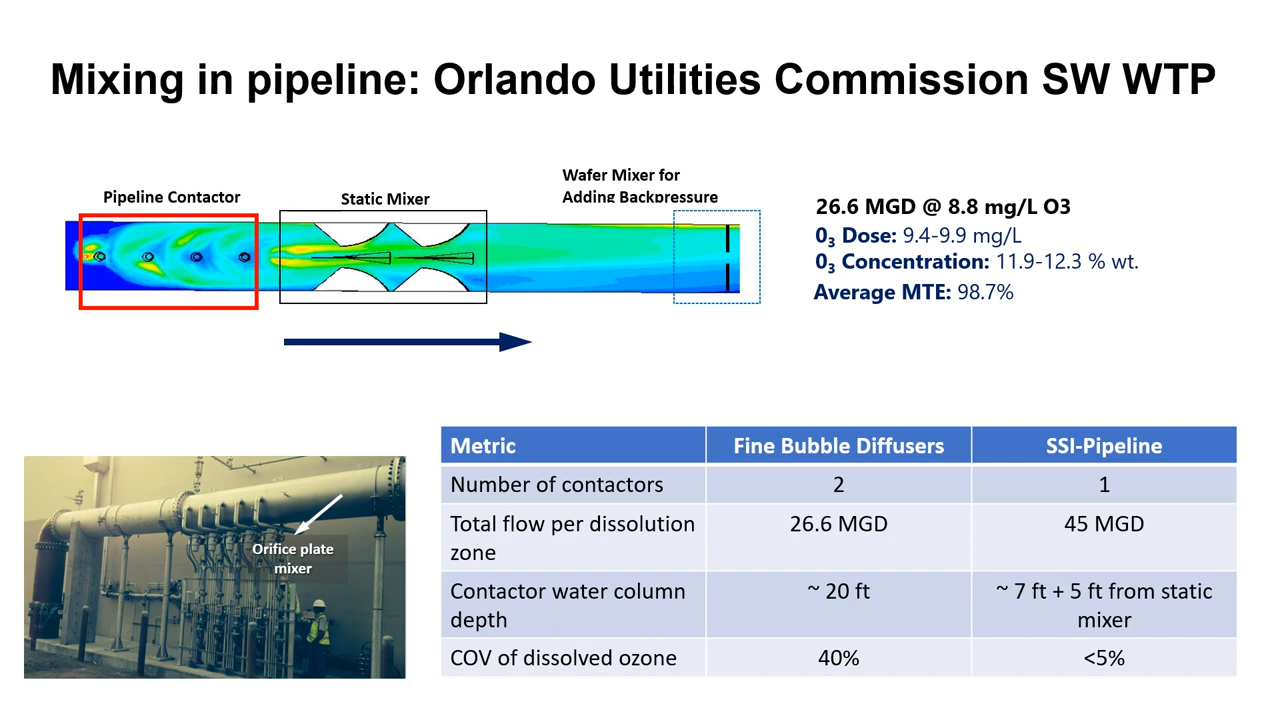 Mixing in pipeline: Orlando Utilities Commission SW WTP
Pipeline Contactor
Static Mixer
Wafer Mixer for
Adding Backpressure
26.6 MGD @ 8.8 mg/L O3
0₃ Dose: 9.4-9.9 mg/L
0₃ Concentration: 11.9-12.3 % wt.
Average MTE: 98.7%
Orifice plate
mixer
Metric Fine Bubble Diffusers SSI-Pipeline
Number of contactors 2 1
Total flow per dissolution 26.6 MGD 45 MGD
zone
Contactor water column ~ 20 ft ~ 7 ft + 5 ft from static
depth mixer
COV of dissolved ozone 40% <5%